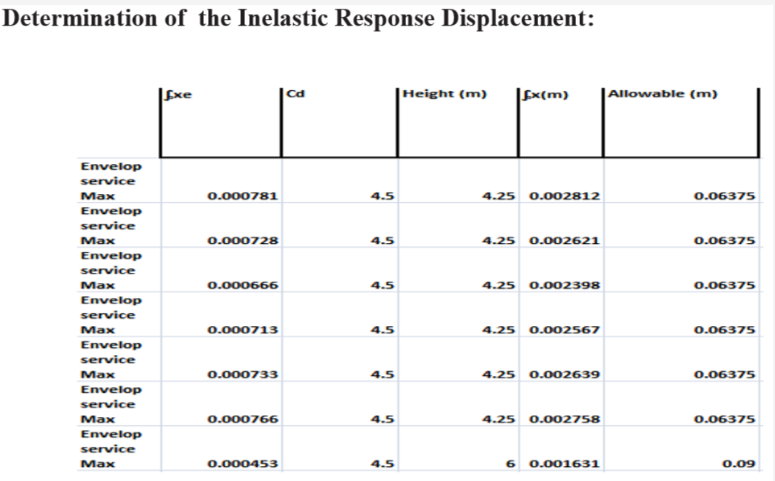 Determination of the Inelastic Response Displacement:
£xe Cd Height (m) £x(m) Allowable (m)
Envelop
service
Max 0.000781 4.5 4.25 0.002812 0.06375
Envelop
service
Max 0.000728 4.5 4.25 0.002621 0.06375
Envelop
service
Max 0.000666 4.5 4.25 0.002398 0.06375
Envelop
service
Max 0.000713 4.5 4.25 0.002567 0.06375
Envelop
service
Max 0.000733 4.5 4.25 0.002639 0.06375
Envelop
service
Max 0.000766 4.5 4.25 0.002758 0.06375
Envelop
service
Max 0.000453 4.5 6 0.001631 0.09